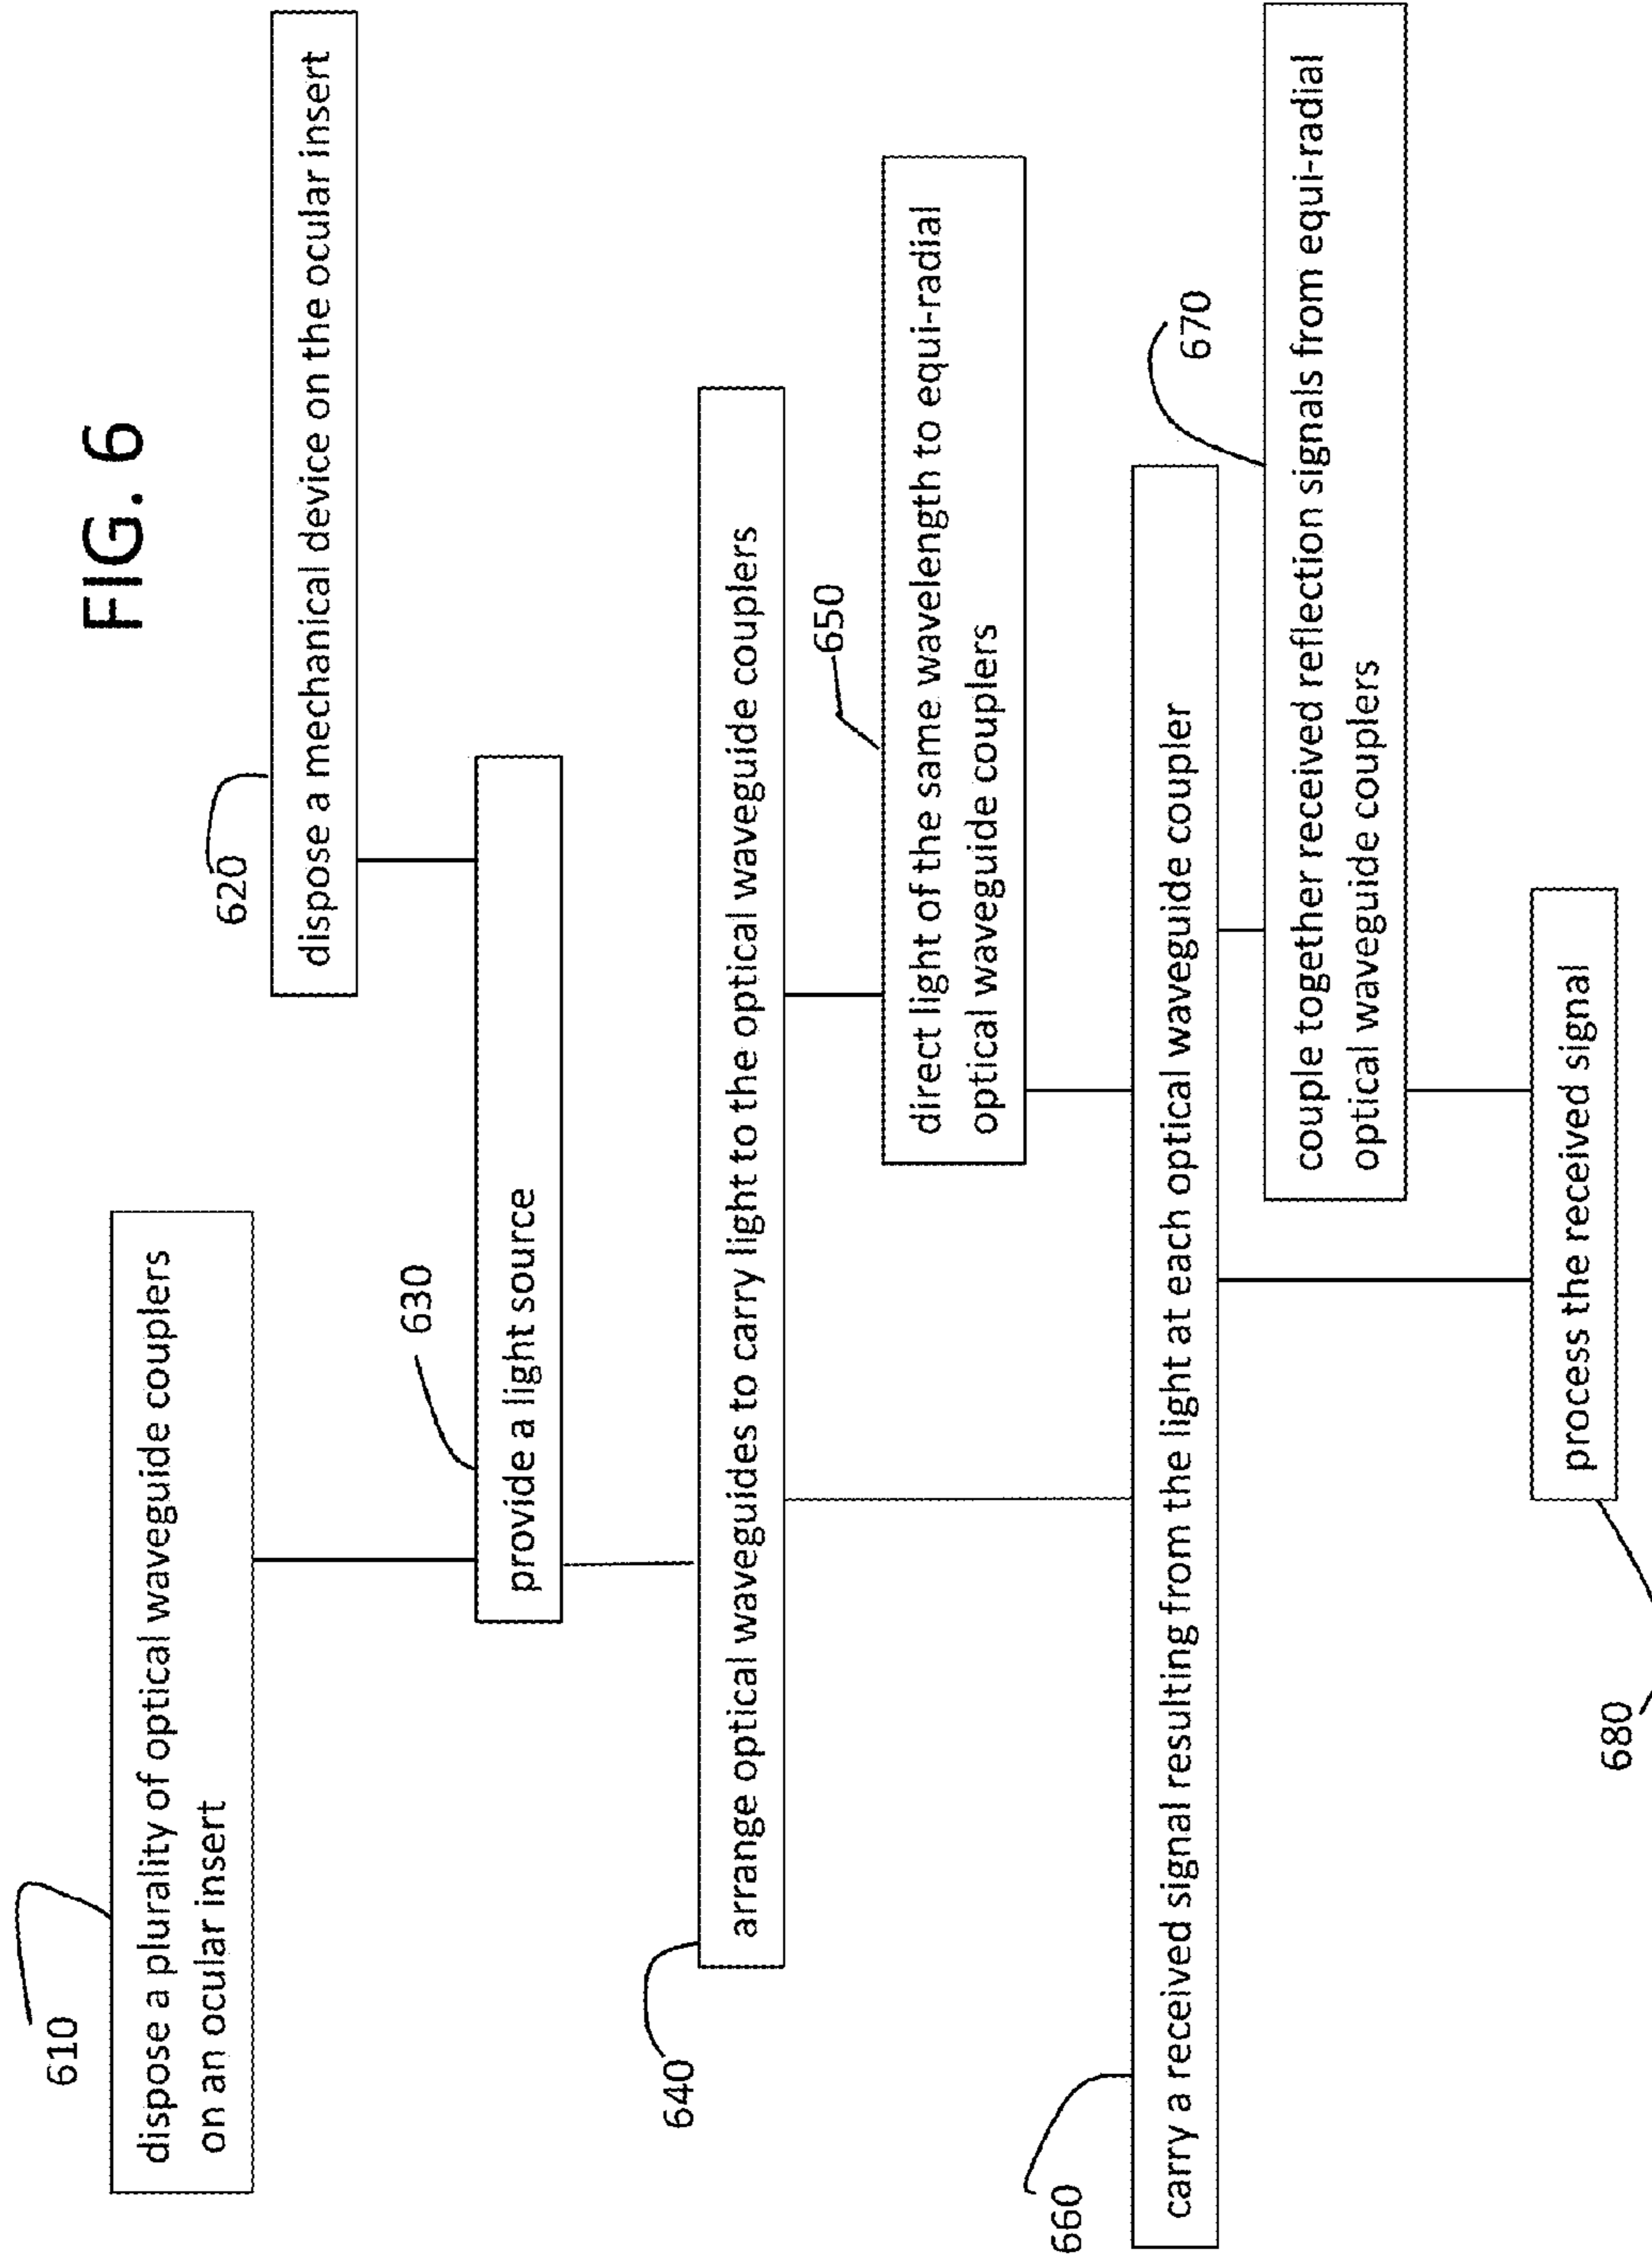 FIG. 6
610
dispose a plurality of optical waveguide couplers
on an ocular insert
620
dispose a mechanical device on the ocular insert
630
provide a light source
640
arrange optical waveguides to carry light to the optical waveguide couplers
650
direct light of the same wavelength to equi-radial
optical waveguide couplers
660
carry a received signal resulting from the light at each optical waveguide coupler
670
couple together received reflection signals from equi-radial
optical waveguide couplers
process the received signal
680